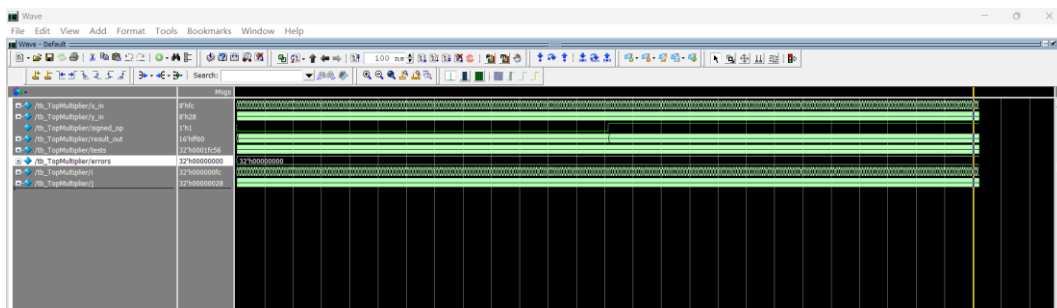 Wave
File Edit View Add Format Tools Bookmarks Window Help
Wave - Default
100 ns
Search:
Msgs
/tb_TopMultiplier/x_in 8'hfc
/tb_TopMultiplier/y_in 8'h28
/tb_TopMultiplier/signed_op 1'h1
/tb_TopMultiplier/result_out 16'hff60
/tb_TopMultiplier/tests 32'h0001fc56
/tb_TopMultiplier/errors 32'h00000000 32'h00000000
/tb_TopMultiplier/i 32'h000000fc
/tb_TopMultiplier/j 32'h00000028